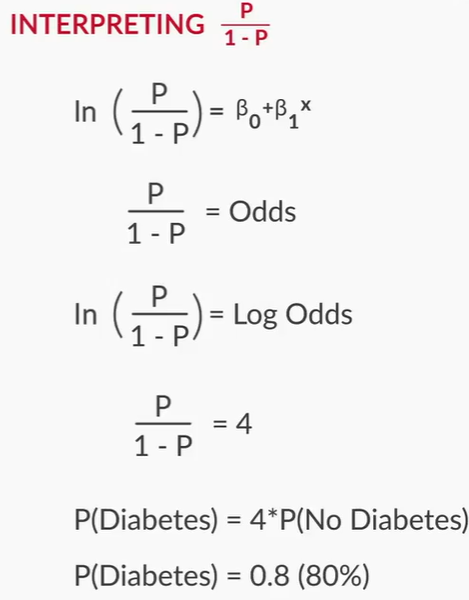 INTERPRETING P / 1 - P
ln ( P / 1 - P ) = β₀+β₁ˣ
P / 1 - P = Odds
ln ( P / 1 - P ) = Log Odds
P / 1 - P = 4
P(Diabetes) = 4*P(No Diabetes)
P(Diabetes) = 0.8 (80%)